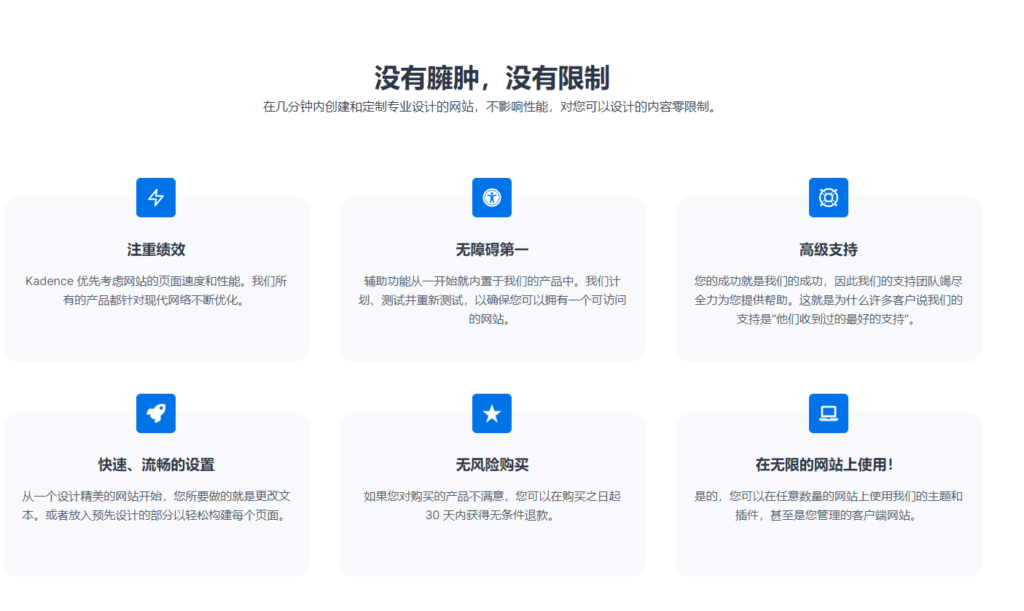 没有臃肿，没有限制
在几分钟内创建和定制专业设计的网站，不影响性能，对您可以设计的内容零限制。
注重绩效
Kadence 优先考虑网站的页面速度和性能。我们所
有的产品都针对现代网络不断优化。
无障碍第一
辅助功能从一开始就内置于我们的产品中。我们计
划、测试并重新测试，以确保您可以拥有一个可访问
的网站。
高级支持
您的成功就是我们的成功，因此我们的支持团队竭尽
全力为您提供帮助。这就是为什么许多客户说我们的
支持是“他们收到过的最好的支持”。
快速、流畅的设置
从一个设计精美的网站开始，您所要做的就是更改文
本。或者放入预先设计的部分以轻松构建每个页面。
无风险购买
如果您对购买的产品不满意，您可以在购买之日起
30 天内获得无条件退款。
在无限的网站上使用！
是的，您可以在任意数量的网站上使用我们的主题和
插件，甚至是您管理的客户端网站。